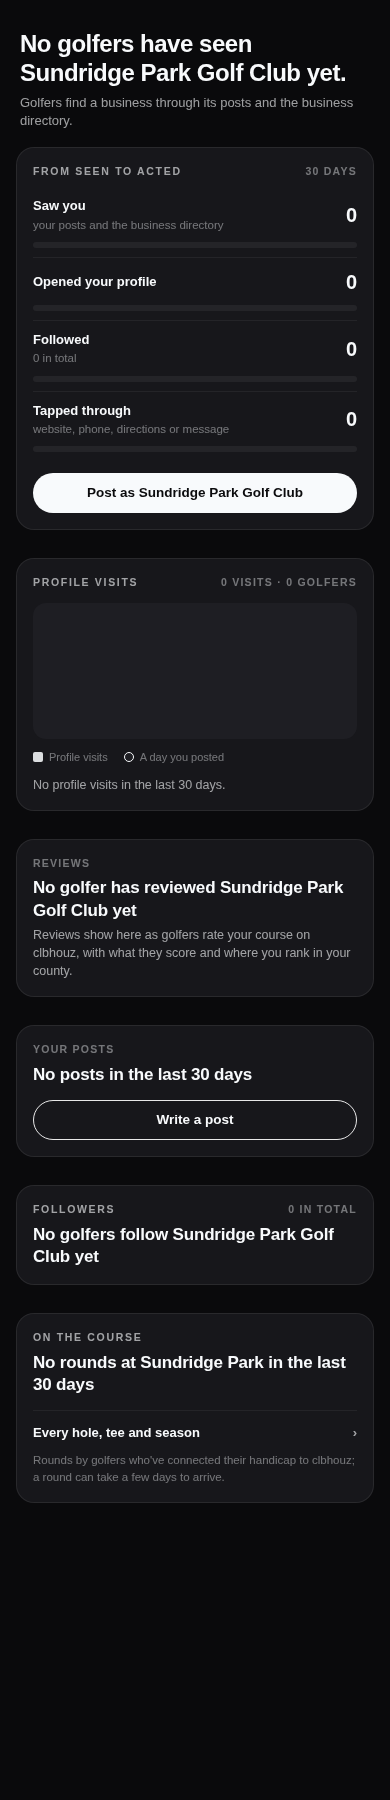 No golfers have seen
Sundridge Park Golf Club yet.
Golfers find a business through its posts and the business
directory.
FROM SEEN TO ACTED
30 DAYS
Saw you
your posts and the business directory
0
Opened your profile
0
Followed
0 in total
0
Tapped through
website, phone, directions or message
0
Post as Sundridge Park Golf Club
PROFILE VISITS
0 VISITS · 0 GOLFERS
Profile visits
A day you posted
No profile visits in the last 30 days.
REVIEWS
No golfer has reviewed Sundridge Park
Golf Club yet
Reviews show here as golfers rate your course on
clbhouz, with what they score and where you rank in your
county.
YOUR POSTS
No posts in the last 30 days
Write a post
FOLLOWERS
0 IN TOTAL
No golfers follow Sundridge Park Golf
Club yet
ON THE COURSE
No rounds at Sundridge Park in the last
30 days
Every hole, tee and season ›
Rounds by golfers who've connected their handicap to clbhouz;
a round can take a few days to arrive.